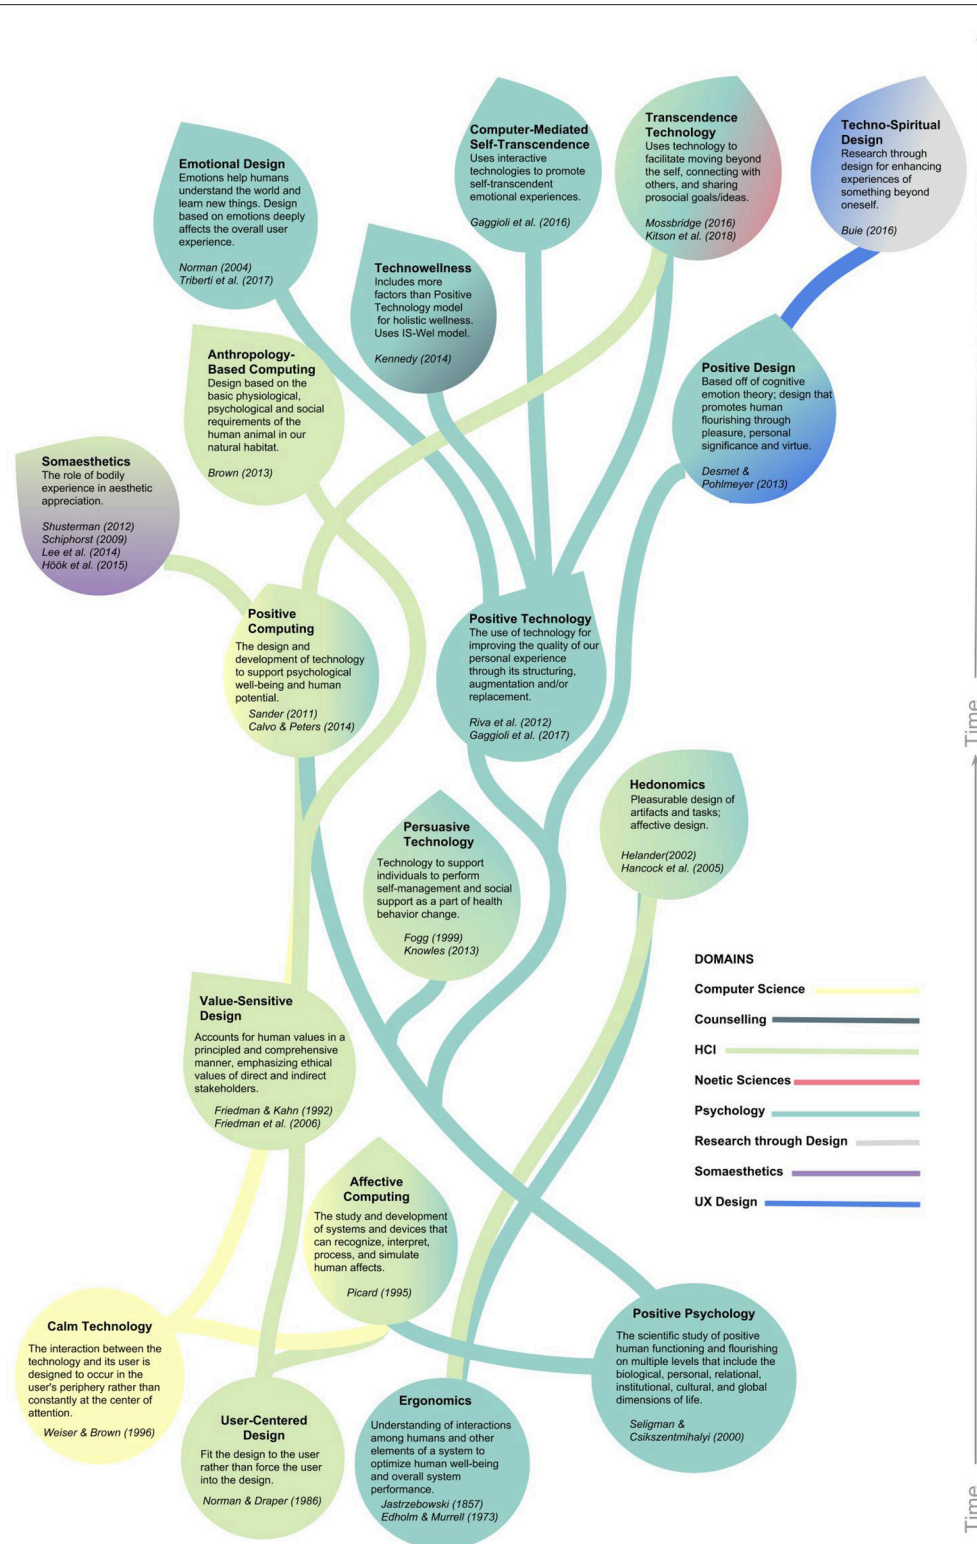 Computer-Mediated
Self-Transcendence
Uses interactive
technologies to promote
self-transcendent
emotional experiences.
Gaggioli et al. (2016)
Transcendence
Technology
Uses technology to
facilitate moving beyond
the self, connecting with
others, and sharing
prosocial goals/ideas.
Mossbridge (2016)
Kitson et al. (2018)
Techno-Spiritual
Design
Research through
design for enhancing
experiences of
something beyond
oneself.
Buie (2016)
Emotional Design
Emotions help humans
understand the world and
learn new things. Design
based on emotions deeply
affects the overall user
experience.
Norman (2004)
Triberti et al. (2017)
Technowellness
Includes more
factors than Positive
Technology model
for holistic wellness.
Uses IS-Wel model.
Kennedy (2014)
Anthropology-
Based Computing
Design based on the
basic physiological,
psychological and social
requirements of the
human animal in our
natural habitat.
Brown (2013)
Positive Design
Based off of cognitive
emotion theory; design that
promotes human
flourishing through
pleasure, personal
significance and virtue.
Desmet &
Pohlmeyer (2013)
Somaesthetics
The role of bodily
experience in aesthetic
appreciation.
Shusterman (2012)
Schiphorst (2009)
Lee et al. (2014)
Höök et al. (2015)
Positive
Computing
The design and
development of technology
to support psychological
well-being and human
potential.
Sander (2011)
Calvo & Peters (2014)
Positive Technology
The use of technology for
improving the quality of our
personal experience
through its structuring,
augmentation and/or
replacement.
Riva et al. (2012)
Gaggioli et al. (2017)
Time
Hedonomics
Pleasurable design of
artifacts and tasks;
affective design.
Helander(2002)
Hancock et al. (2005)
Persuasive
Technology
Technology to support
individuals to perform
self-management and social
support as a part of health
behavior change.
Fogg (1999)
Knowles (2013)
DOMAINS
Computer Science
Counselling
HCI
Noetic Sciences
Psychology
Research through Design
Somaesthetics
UX Design
Value-Sensitive
Design
Accounts for human values in a
principled and comprehensive
manner, emphasizing ethical
values of direct and indirect
stakeholders.
Friedman & Kahn (1992)
Friedman et al. (2006)
Affective
Computing
The study and development
of systems and devices that
can recognize, interpret,
process, and simulate
human affects.
Picard (1995)
Calm Technology
The interaction between the
technology and its user is
designed to occur in the
user's periphery rather than
constantly at the center of
attention.
Weiser & Brown (1996)
Positive Psychology
The scientific study of positive
human functioning and flourishing
on multiple levels that include the
biological, personal, relational,
institutional, cultural, and global
dimensions of life.
Seligman &
Csikszentmihalyi (2000)
User-Centered
Design
Fit the design to the user
rather than force the user
into the design.
Norman & Draper (1986)
Ergonomics
Understanding of interactions
among humans and other
elements of a system to
optimize human well-being
and overall system
performance.
Jastrzebowski (1857)
Edholm & Murrell (1973)
Time